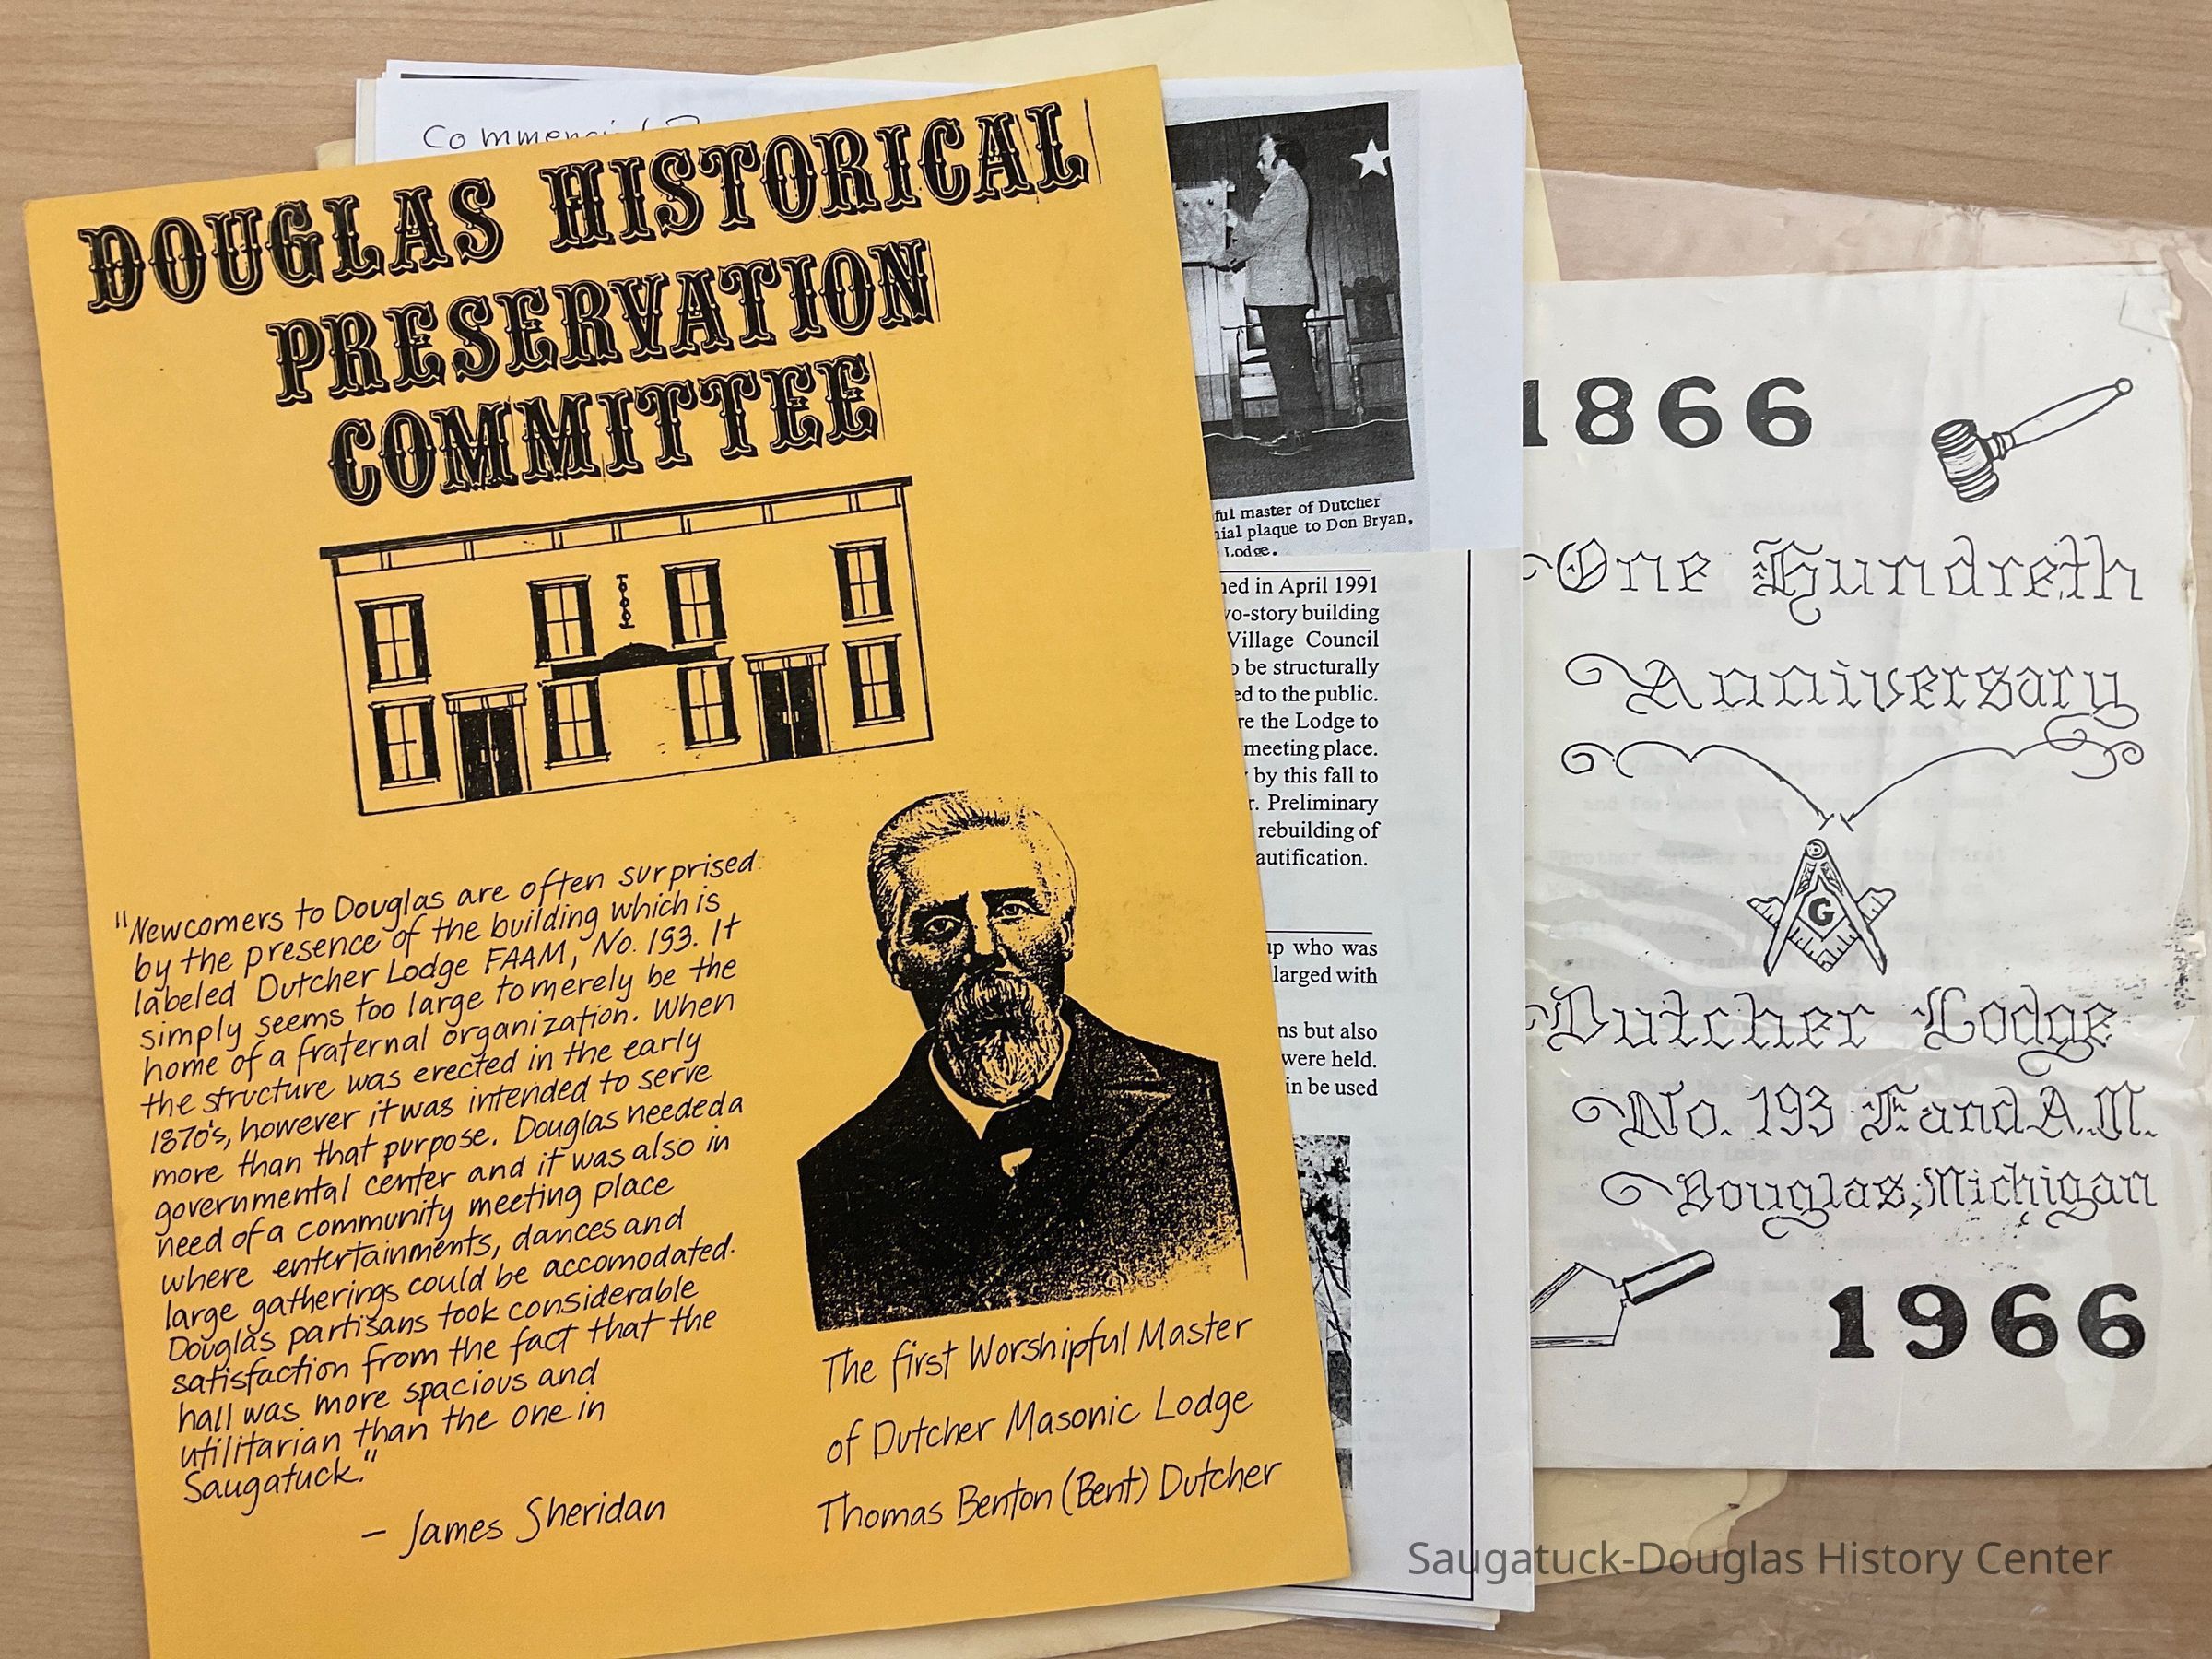 DOUGLAS HISTORICAL
PRESERVATION
COMMITTEE
"Newcomers to Douglas are often surprised
by the presence of the building which is
labeled Dutcher Lodge FAAM, No. 193. It
simply seems too large to merely be the
home of a fraternal organization. When
the structure was erected in the early
1870's, however it was intended to serve
more than that purpose. Douglas needed a
governmental center and it was also in
need of a community meeting place
where entertainments, dances and
large gatherings could be accomodated.
Douglas partisans took considerable
satisfaction from the fact that the
hall was more spacious and
utilitarian than the one in
Saugatuck."
— James Sheridan
The first Worshipful Master
of Dutcher Masonic Lodge
Thomas Benton (Bent) Dutcher
ful master of Dutcher
nial plaque to Don Bryan,
Lodge.
ned in April 1991
vo-story building
Village Council
o be structurally
ed to the public.
re the Lodge to
meeting place.
by this fall to
r. Preliminary
rebuilding of
autification.
up who was
larged with
ns but also
were held.
in be used
1866
One Hundreth
Anniversary
G
Dutcher Lodge
No. 193 F. and A. M.
Douglas, Michigan
1966
Saugatuck-Douglas History Center